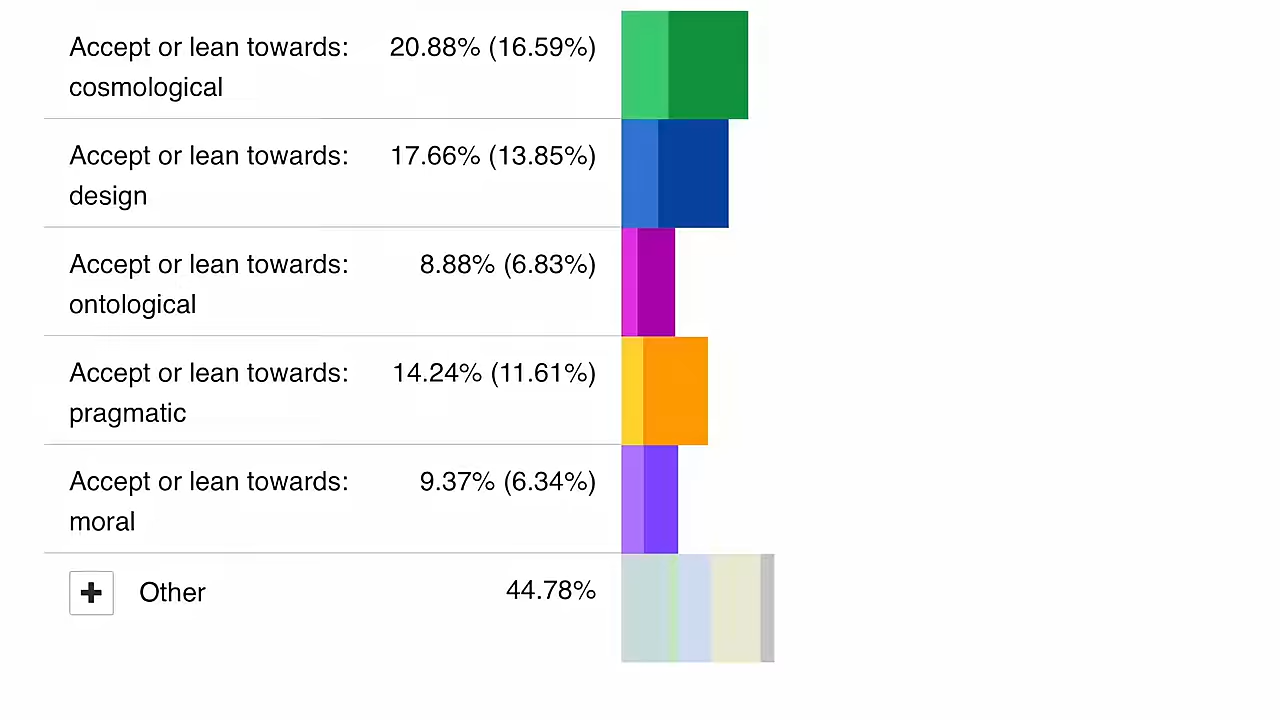 Accept or lean towards: 20.88% (16.59%)
cosmological
Accept or lean towards: 17.66% (13.85%)
design
Accept or lean towards: 8.88% (6.83%)
ontological
Accept or lean towards: 14.24% (11.61%)
pragmatic
Accept or lean towards: 9.37% (6.34%)
moral
Other 44.78%